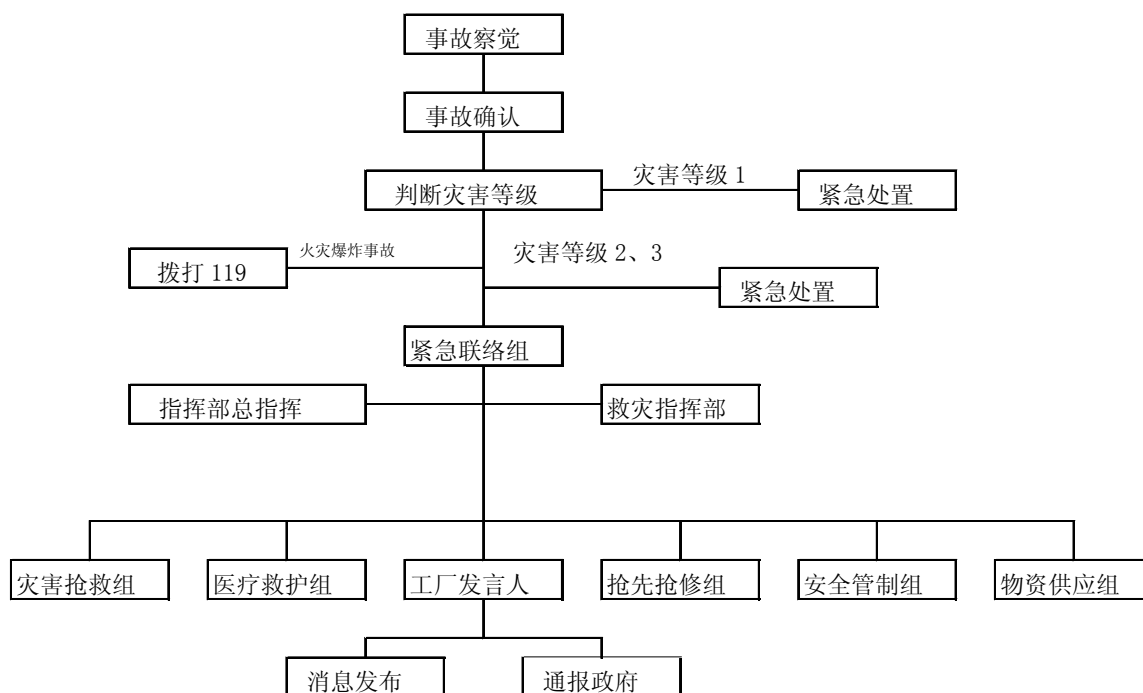 事故察觉
事故确认
灾害等级 1
判断灾害等级
紧急处置
火灾爆炸事故
灾害等级 2、3
拨打 119
紧急处置
紧急联络组
指挥部总指挥
救灾指挥部
灾害抢救组
医疗救护组
工厂发言人
抢先抢修组
安全管制组
物资供应组
消息发布
通报政府